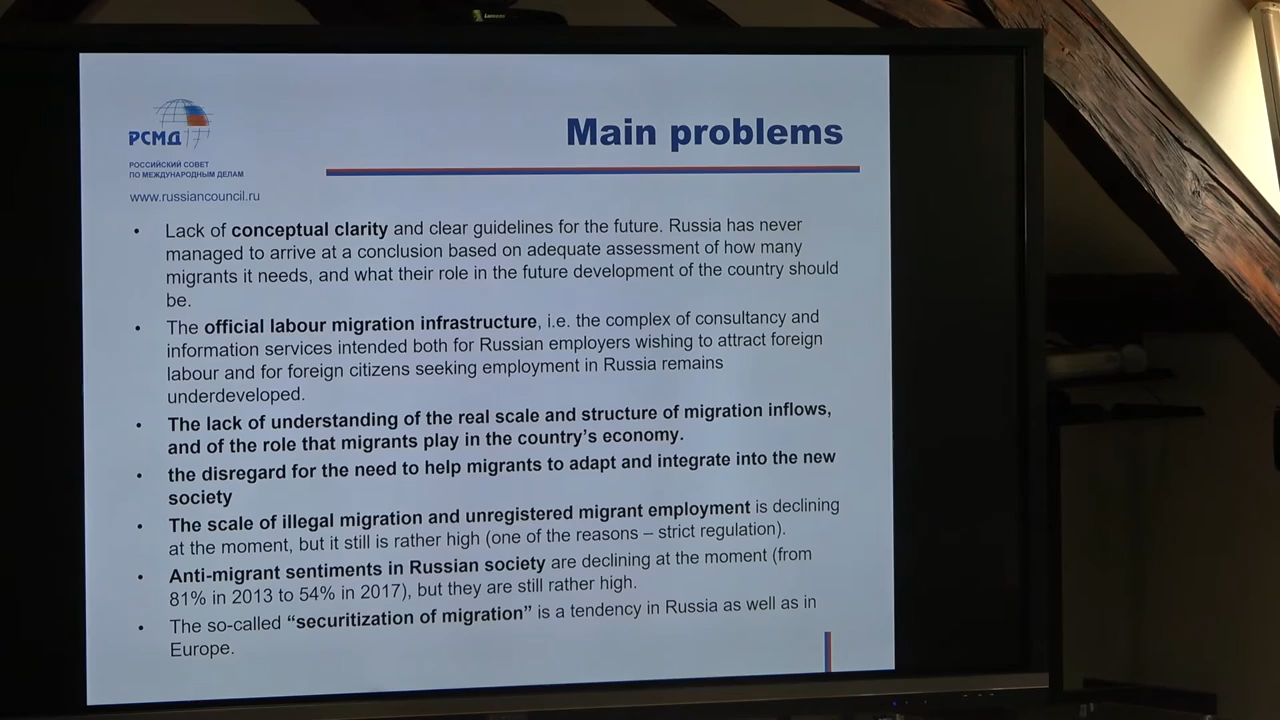 РСМД
РОССИЙСКИЙ СОВЕТ
ПО МЕЖДУНАРОДНЫМ ДЕЛАМ
www.russiancouncil.ru
Main problems
• Lack of conceptual clarity and clear guidelines for the future. Russia has never
managed to arrive at a conclusion based on adequate assessment of how many
migrants it needs, and what their role in the future development of the country should
be.
• The official labour migration infrastructure, i.e. the complex of consultancy and
information services intended both for Russian employers wishing to attract foreign
labour and for foreign citizens seeking employment in Russia remains
underdeveloped.
• The lack of understanding of the real scale and structure of migration inflows,
and of the role that migrants play in the country's economy.
• the disregard for the need to help migrants to adapt and integrate into the new
society
• The scale of illegal migration and unregistered migrant employment is declining
at the moment, but it still is rather high (one of the reasons – strict regulation).
• Anti-migrant sentiments in Russian society are declining at the moment (from
81% in 2013 to 54% in 2017), but they are still rather high.
• The so-called “securitization of migration” is a tendency in Russia as well as in
Europe.